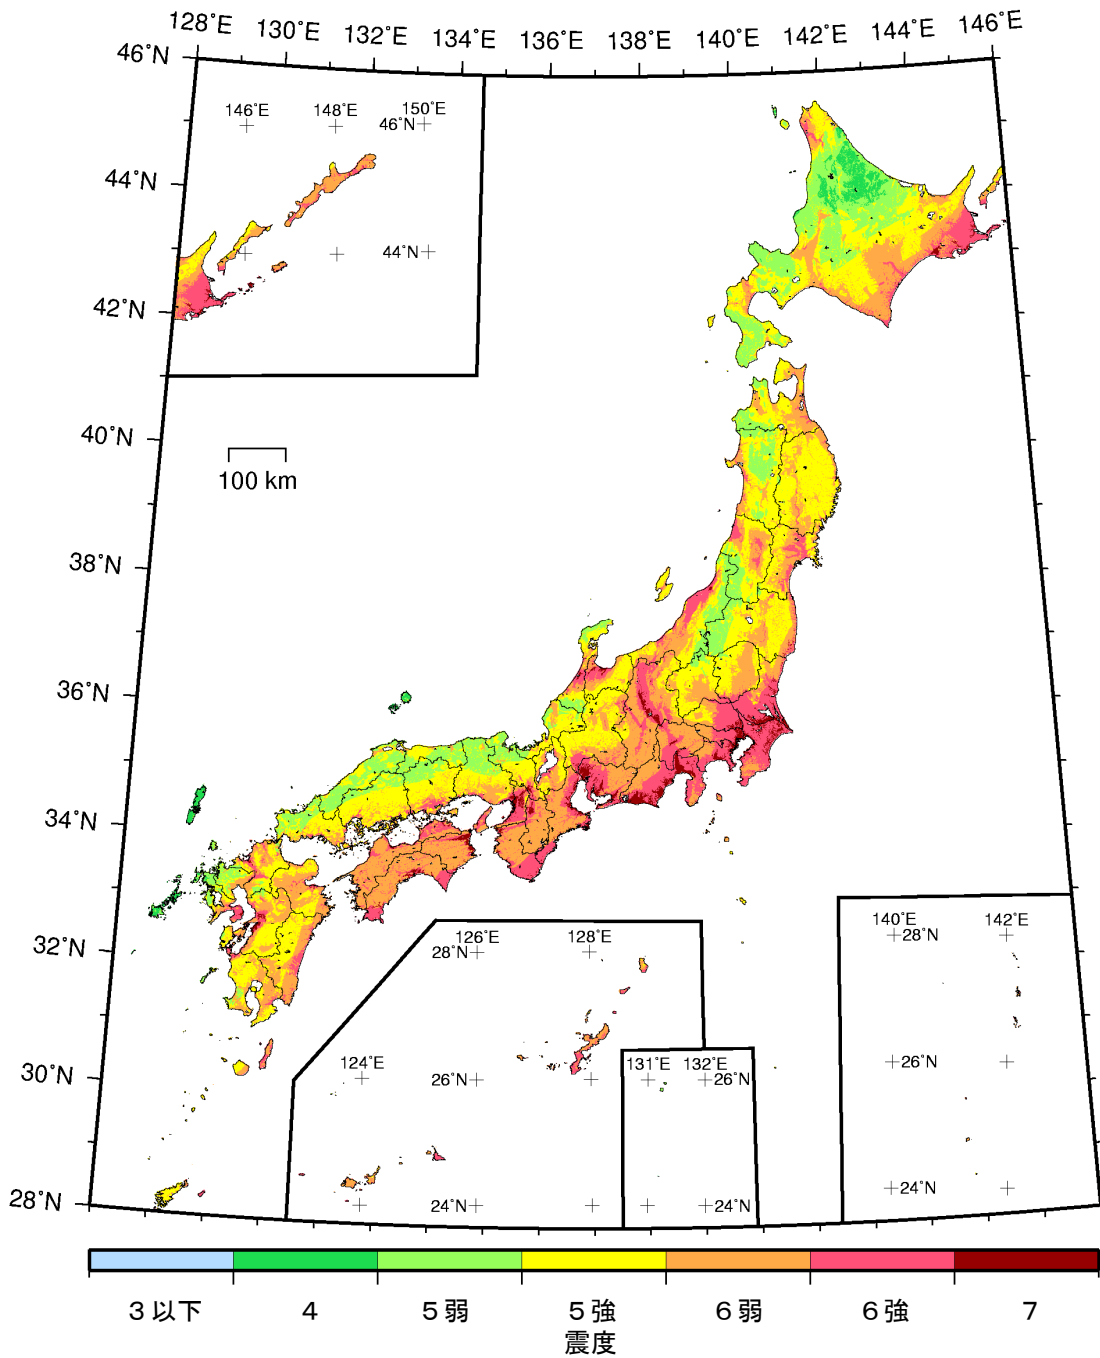 128°E 130°E 132°E 134°E 136°E 138°E 140°E 142°E 144°E 146°E
46°N
146°E 148°E 150°E
46°N
44°N
44°N
42°N
40°N
100 km
38°N
36°N
34°N
32°N
126°E 128°E
28°N
140°E 142°E
28°N
124°E
131°E 132°E
30°N
26°N
26°N
26°N
28°N
24°N
24°N
24°N
3以下 4 5弱 5強 6弱 6強 7
震度